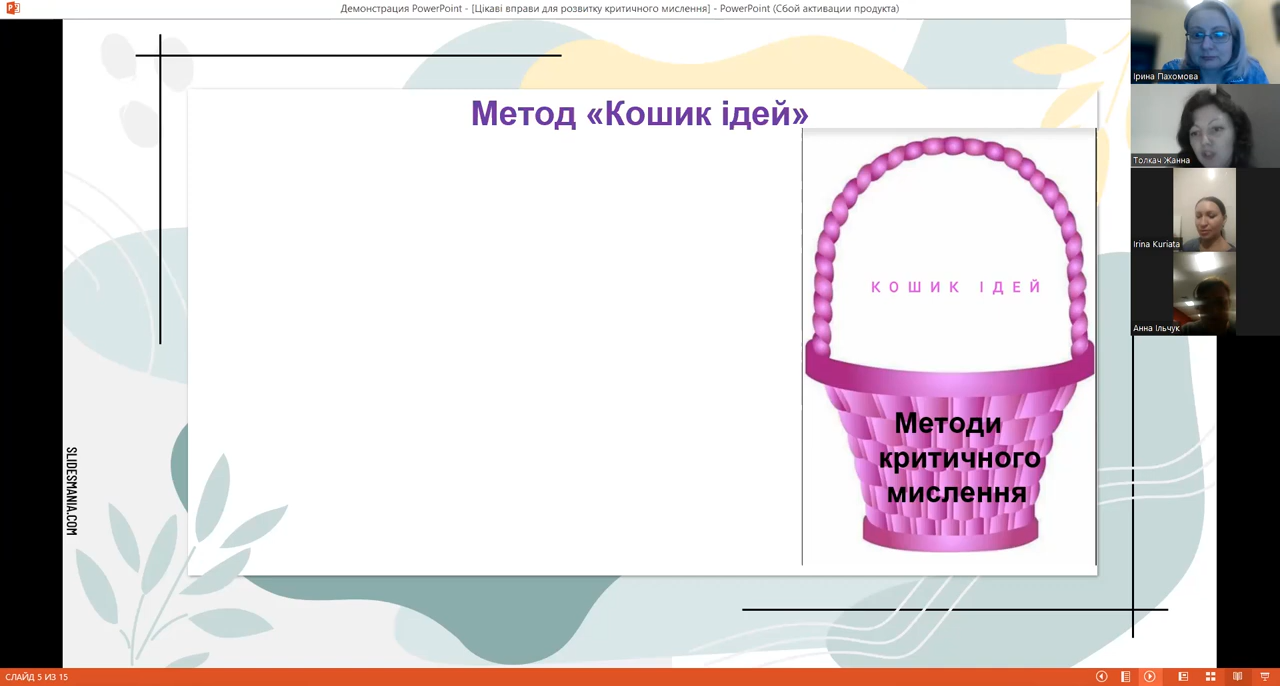 Демонстрация PowerPoint - [Цікаві вправи для розвитку критичного мислення] - PowerPoint (Сбой активации продукта)
Метод «Кошик ідей»
КОШИК ІДЕЙ
Методи
критичного
мислення
SLIDESMANIA.COM
Ірина Пахомова
Толкач Жанна
Irina Kuriata
Анна Ільчук
СЛАЙД 5 ИЗ 15